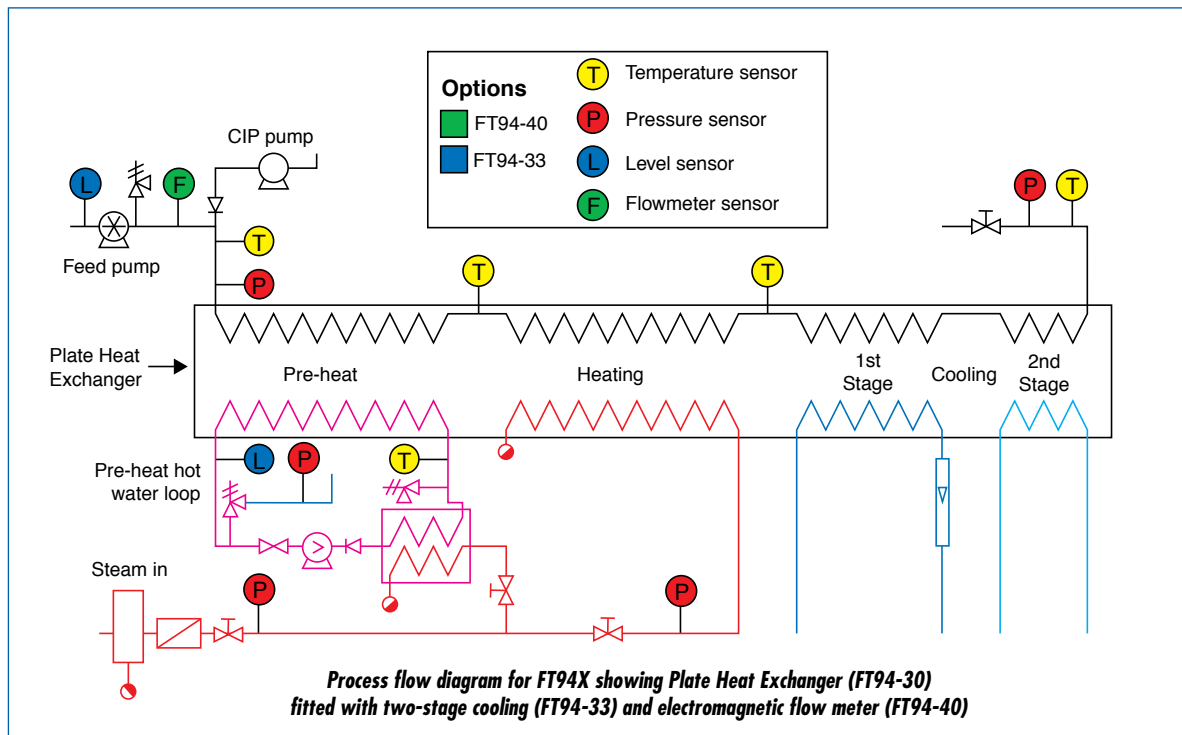 Options
FT94-40
FT94-33
T
Temperature sensor
P
Pressure sensor
L
Level sensor
F
Flowmeter sensor
CIP pump
L
F
P
T
Feed pump
T
P
T
T
Plate Heat
Exchanger
Pre-heat
Heating
1st
Stage
Cooling
2nd
Stage
L
P
T
Pre-heat hot
water loop
Steam in
P
P
Process flow diagram for FT94X showing Plate Heat Exchanger (FT94-30)
fitted with two-stage cooling (FT94-33) and electromagnetic flow meter (FT94-40)